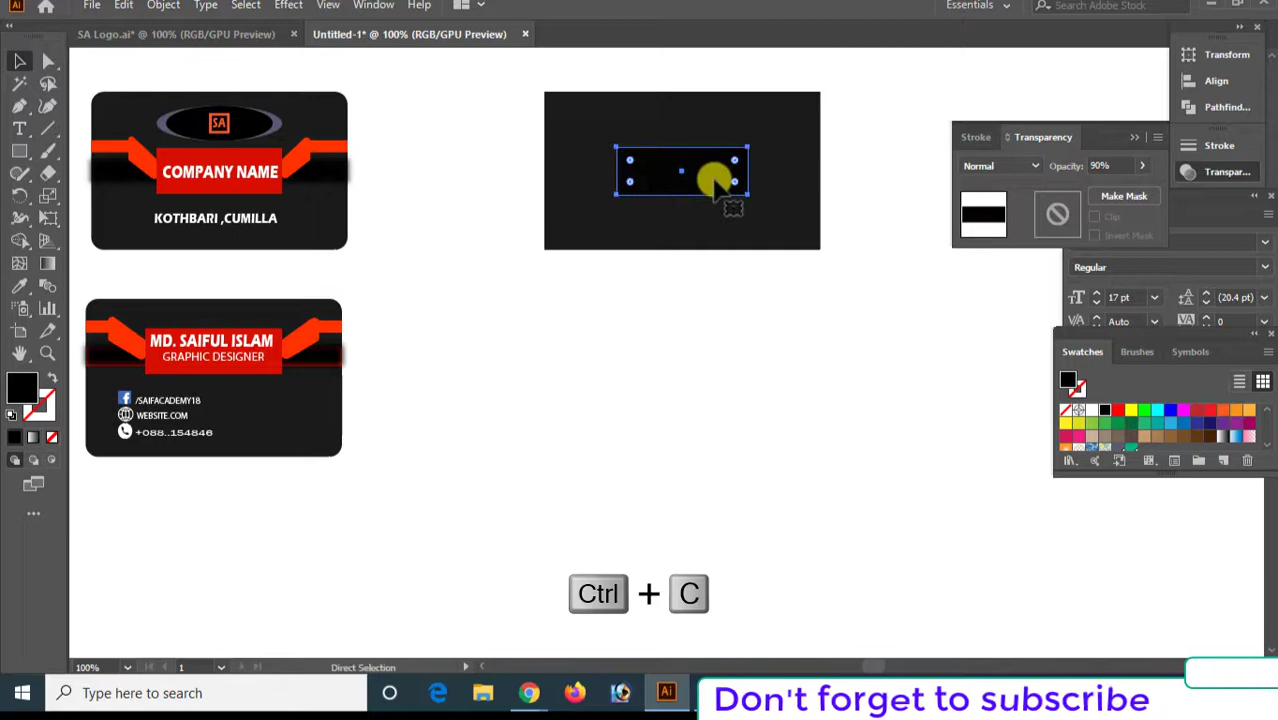 Ai
File Edit Object Type Select Effect View Window Help
Essentials
Search Adobe Stock
SA Logo.ai* @ 100% (RGB/GPU Preview) ×
Untitled-1* @ 100% (RGB/GPU Preview) ×
SA
COMPANY NAME
KOTHBARI ,CUMILLA
MD. SAIFUL ISLAM
GRAPHIC DESIGNER
/SAIFACADEMY18
WEBSITE.COM
+088..154846
Transform
Align
Pathfind...
Stroke
Transpar...
Stroke
Transparency
Normal
Opacity: 90%
Make Mask
Clip
Invert Mask
Regular
17 pt
(20.4 pt)
Auto
0
Swatches Brushes Symbols
Ctrl + C
100%
1
Direct Selection
Type here to search
Ai
Don't forget to subscribe